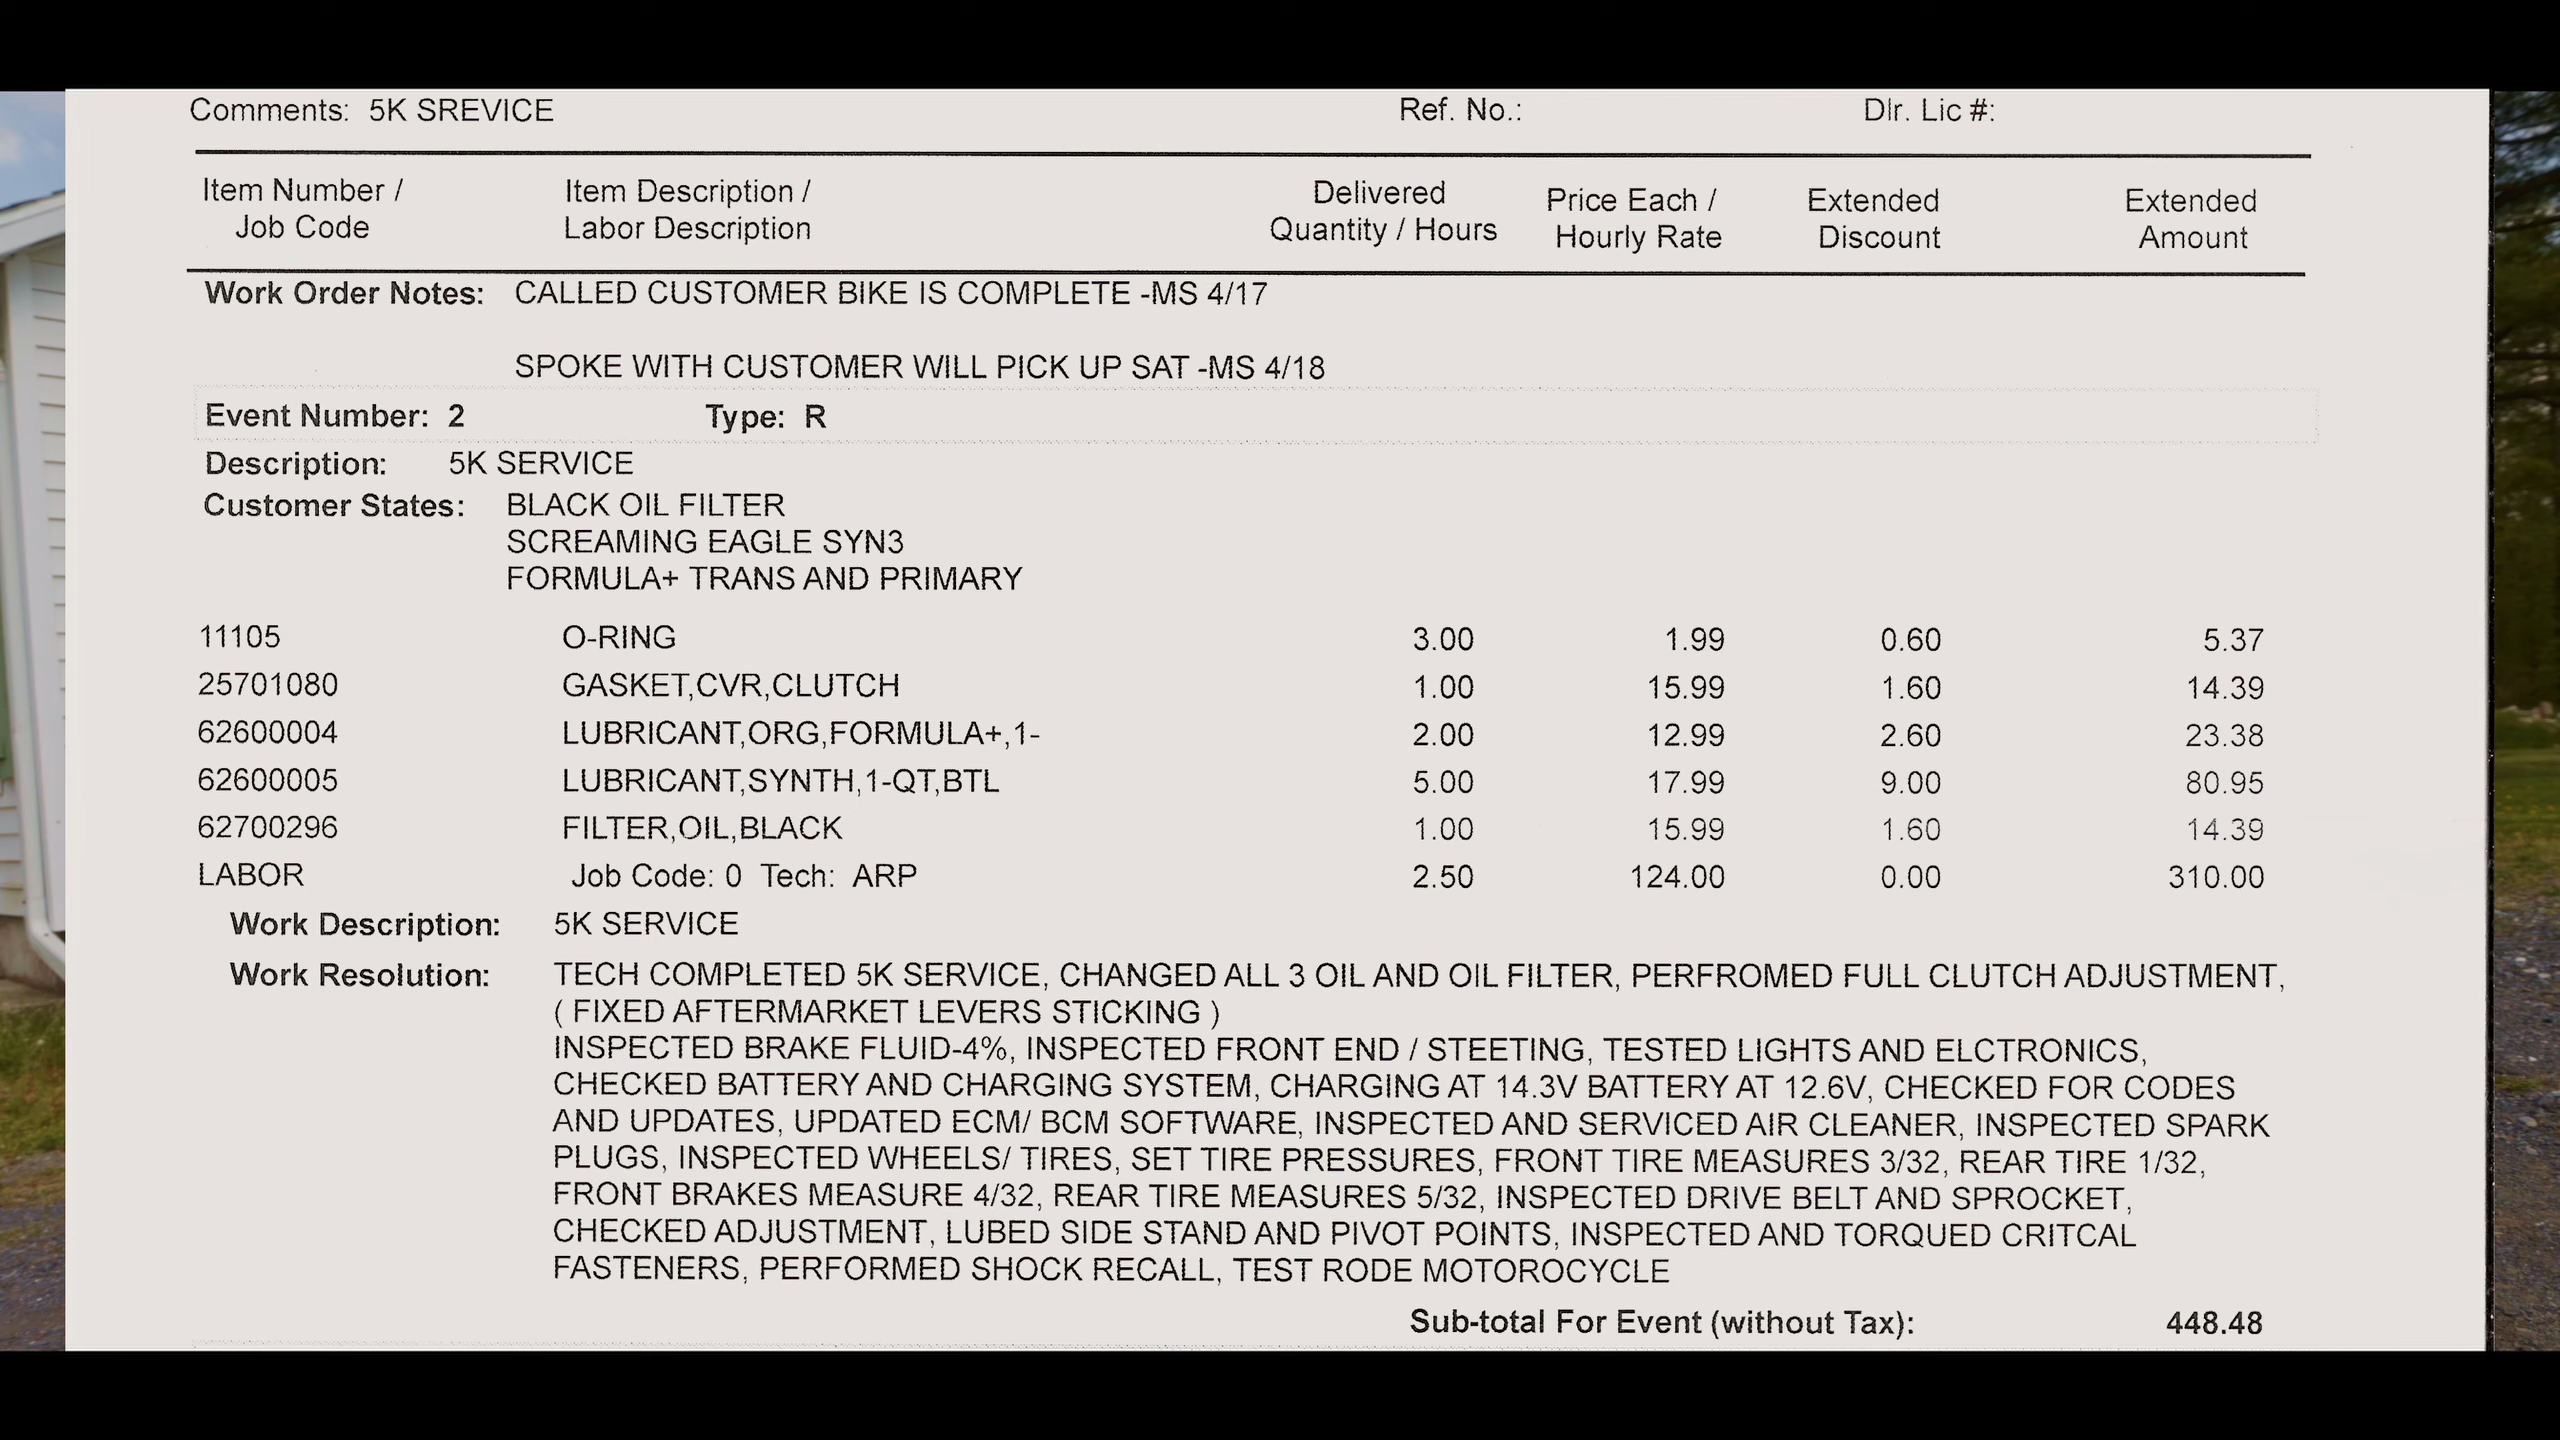 Comments: 5K SREVICE Ref. No.: Dlr. Lic #:
Item Number / Item Description / Delivered Price Each / Extended Extended
Job Code Labor Description Quantity / Hours Hourly Rate Discount Amount
Work Order Notes: CALLED CUSTOMER BIKE IS COMPLETE -MS 4/17
SPOKE WITH CUSTOMER WILL PICK UP SAT -MS 4/18
Event Number: 2 Type: R
Description: 5K SERVICE
Customer States: BLACK OIL FILTER
SCREAMING EAGLE SYN3
FORMULA+ TRANS AND PRIMARY
11105 O-RING 3.00 1.99 0.60 5.37
25701080 GASKET,CVR,CLUTCH 1.00 15.99 1.60 14.39
62600004 LUBRICANT,ORG,FORMULA+,1- 2.00 12.99 2.60 23.38
62600005 LUBRICANT,SYNTH,1-QT,BTL 5.00 17.99 9.00 80.95
62700296 FILTER,OIL,BLACK 1.00 15.99 1.60 14.39
LABOR Job Code: 0 Tech: ARP 2.50 124.00 0.00 310.00
Work Description: 5K SERVICE
Work Resolution: TECH COMPLETED 5K SERVICE, CHANGED ALL 3 OIL AND OIL FILTER, PERFROMED FULL CLUTCH ADJUSTMENT,
( FIXED AFTERMARKET LEVERS STICKING )
INSPECTED BRAKE FLUID-4%, INSPECTED FRONT END / STEETING, TESTED LIGHTS AND ELCTRONICS,
CHECKED BATTERY AND CHARGING SYSTEM, CHARGING AT 14.3V BATTERY AT 12.6V, CHECKED FOR CODES
AND UPDATES, UPDATED ECM/ BCM SOFTWARE, INSPECTED AND SERVICED AIR CLEANER, INSPECTED SPARK
PLUGS, INSPECTED WHEELS/ TIRES, SET TIRE PRESSURES, FRONT TIRE MEASURES 3/32, REAR TIRE 1/32,
FRONT BRAKES MEASURE 4/32, REAR TIRE MEASURES 5/32, INSPECTED DRIVE BELT AND SPROCKET,
CHECKED ADJUSTMENT, LUBED SIDE STAND AND PIVOT POINTS, INSPECTED AND TORQUED CRITCAL
FASTENERS, PERFORMED SHOCK RECALL, TEST RODE MOTOROCYCLE
Sub-total For Event (without Tax): 448.48